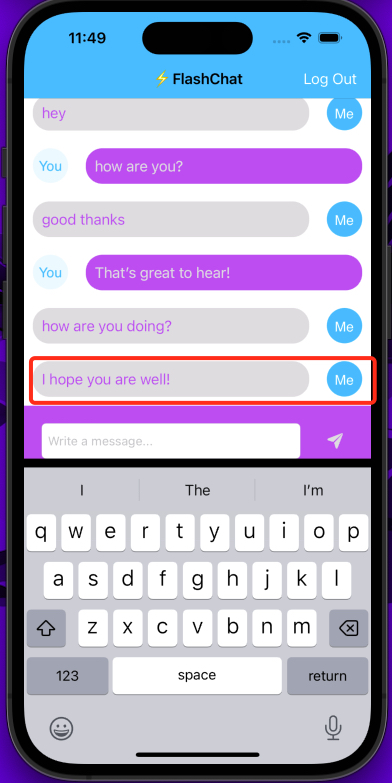 11:49
⚡FlashChat
Log Out
hey
Me
You
how are you?
good thanks
Me
You
That's great to hear!
how are you doing?
Me
I hope you are well!
Me
Write a message...
I The I'm
q w e r t y u i o p
a s d f g h j k l
z x c v b n m
123 space return